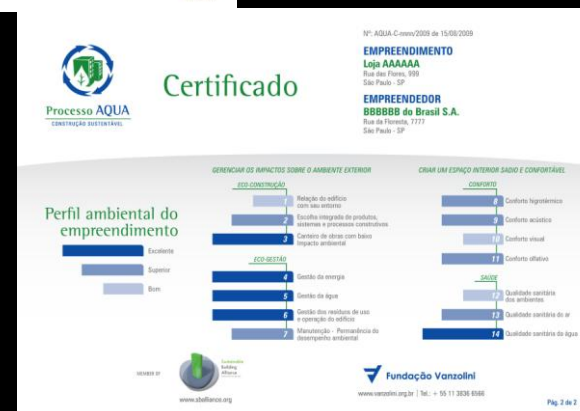 Nº: AQUA-C-nnnn/2009 de 15/08/2009
Processo AQUA
CONSTRUÇÃO SUSTENTÁVEL
Certificado
EMPREENDIMENTO
Loja AAAAAA
Rua das Flores, 999
São Paulo - SP
EMPREENDEDOR
BBBBBB do Brasil S.A.
Rua da Floresta, 7777
São Paulo - SP
Perfil ambiental do
empreendimento
Excelente
Superior
Bom
GERENCIAR OS IMPACTOS SOBRE O AMBIENTE EXTERIOR
ECO-CONSTRUÇÃO
1 Relação do edifício
com seu entorno
2 Escolha integrada de produtos,
sistemas e processos construtivos
3 Canteiro de obras com baixo
impacto ambiental
ECO-GESTÃO
4 Gestão da energia
5 Gestão da água
6 Gestão dos resíduos de uso
e operação do edifício
7 Manutenção - Permanência do
desempenho ambiental
CRIAR UM ESPAÇO INTERIOR SADIO E CONFORTÁVEL
CONFORTO
8 Conforto higrotérmico
9 Conforto acústico
10 Conforto visual
11 Conforto olfativo
SAÚDE
12 Qualidade sanitária
dos ambientes
13 Qualidade sanitária do ar
14 Qualidade sanitária da água
MEMBER OF
Sustainable
Building
Alliance
www.sballiance.org
Fundação Vanzolini
www.vanzolini.org.br | Tel.: + 55 11 3836 6566
Pág. 2 de 2